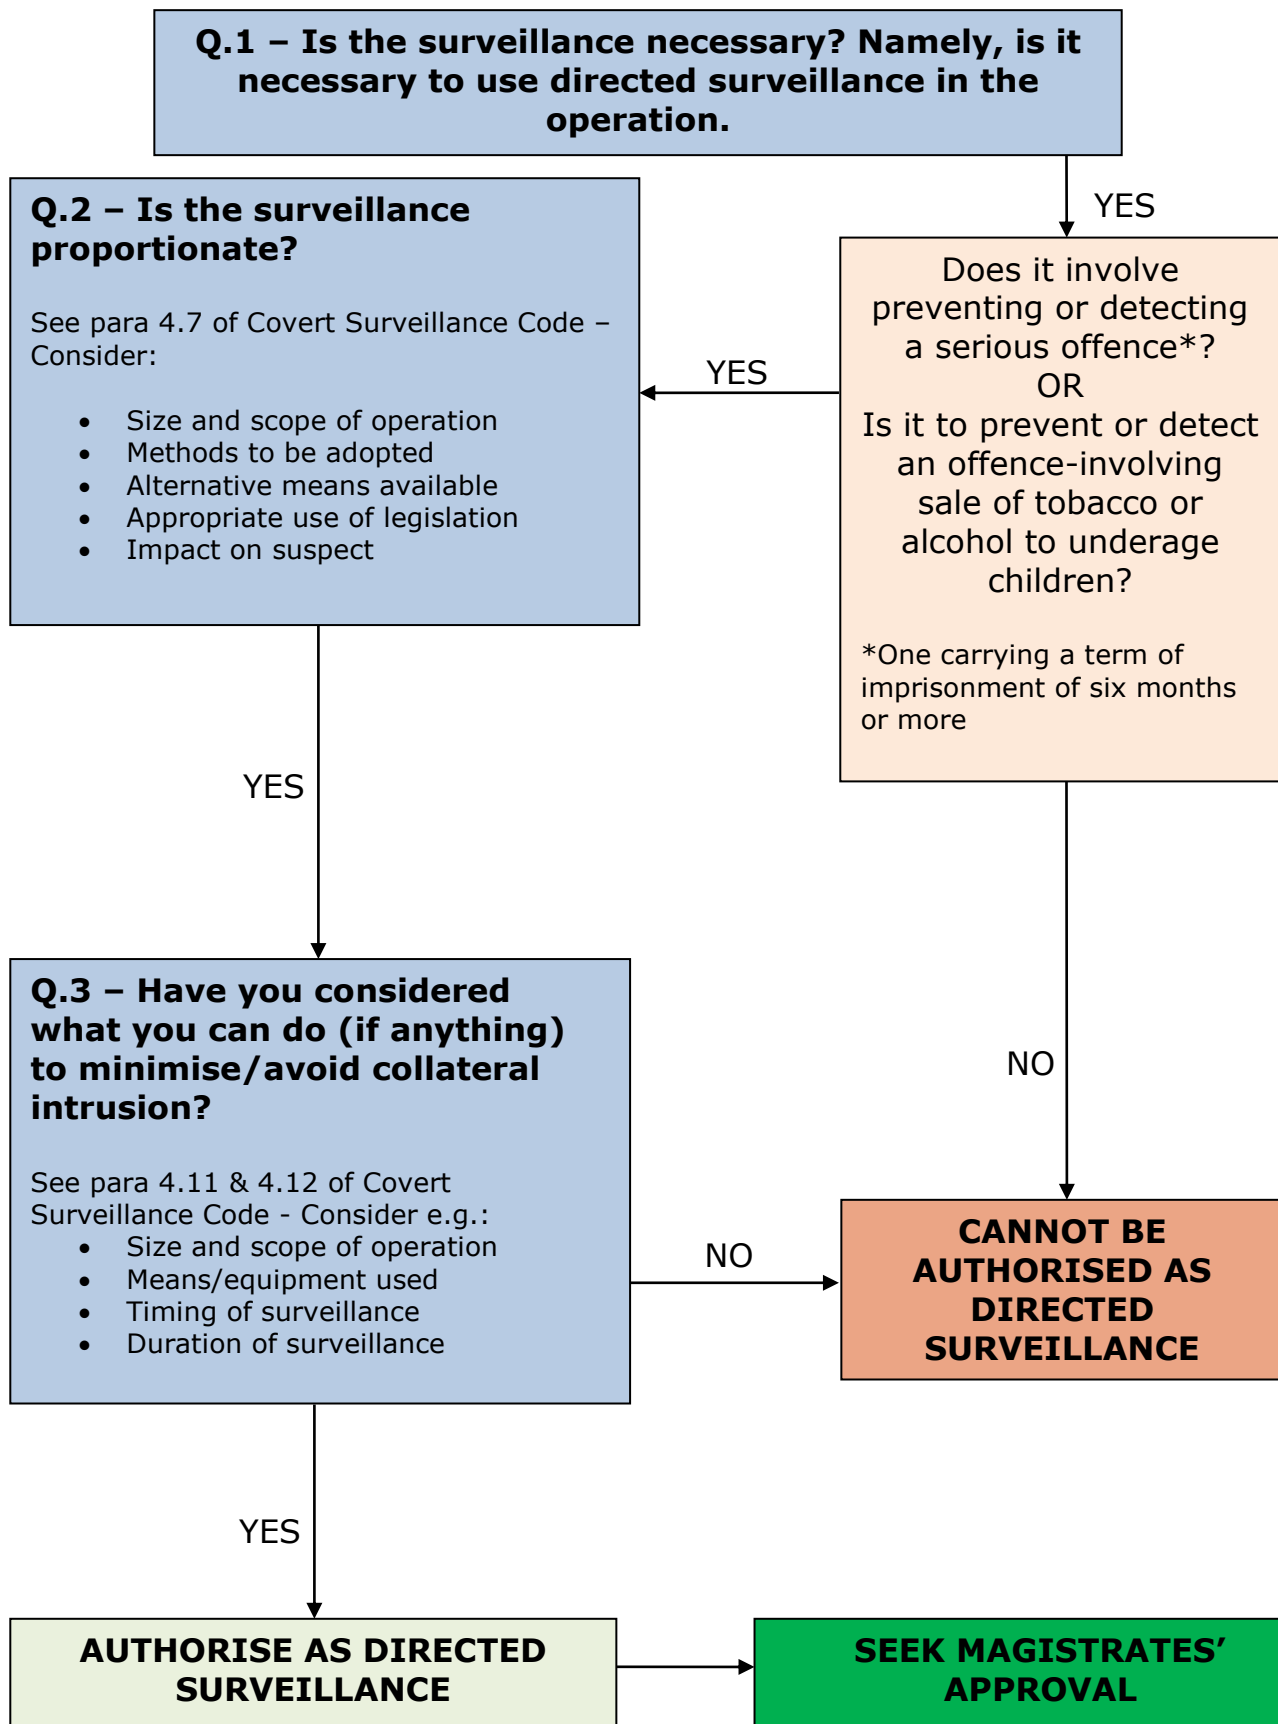 Q.1 – Is the surveillance necessary? Namely, is it
necessary to use directed surveillance in the
operation.
YES
Q.2 – Is the surveillance
proportionate?
See para 4.7 of Covert Surveillance Code –
Consider:
• Size and scope of operation
• Methods to be adopted
• Alternative means available
• Appropriate use of legislation
• Impact on suspect
YES
Does it involve
preventing or detecting
a serious offence*?
OR
Is it to prevent or detect
an offence-involving
sale of tobacco or
alcohol to underage
children?
*One carrying a term of
imprisonment of six months
or more
YES
NO
Q.3 – Have you considered
what you can do (if anything)
to minimise/avoid collateral
intrusion?
See para 4.11 & 4.12 of Covert
Surveillance Code - Consider e.g.:
• Size and scope of operation
• Means/equipment used
• Timing of surveillance
• Duration of surveillance
NO
CANNOT BE
AUTHORISED AS
DIRECTED
SURVEILLANCE
YES
AUTHORISE AS DIRECTED
SURVEILLANCE
SEEK MAGISTRATES’
APPROVAL